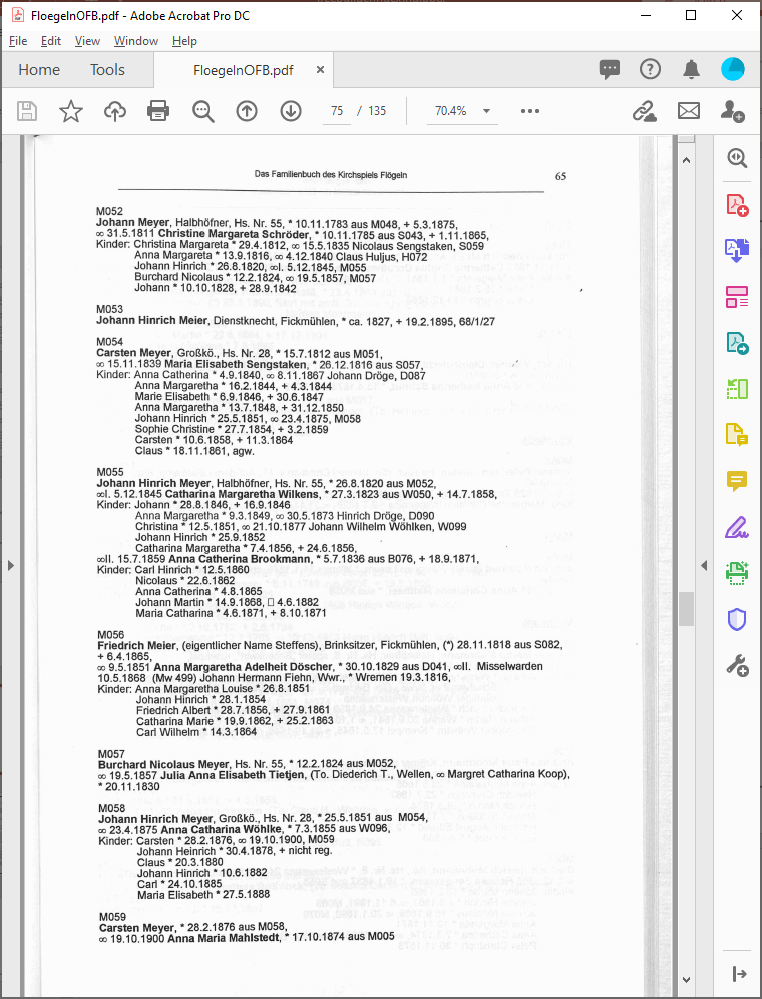 FloegelnOFB.pdf - Adobe Acrobat Pro DC
File Edit View Window Help
Home Tools FloegelnOFB.pdf ×
75 / 135 70.4%
Das Familienbuch des Kirchspiels Flögeln 65
M052
Johann Meyer, Halbhöfner, Hs. Nr. 55, * 10.11.1783 aus M048, + 5.3.1875,
∞ 31.5.1811 Christine Margareta Schröder, * 10.11.1785 aus S043, + 1.11.1865,
Kinder: Christina Margareta * 29.4.1812, ∞ 15.5.1835 Nicolaus Sengstaken, S059
Anna Margareta * 13.9.1816, ∞ 4.12.1840 Claus Huljus, H072
Johann Hinrich * 26.8.1820, ∞I. 5.12.1845, M055
Burchard Nicolaus * 12.2.1824, ∞ 19.5.1857, M057
Johann * 10.10.1828, + 28.9.1842
M053
Johann Hinrich Meier, Dienstknecht, Fickmühlen, * ca. 1827, + 19.2.1895, 68/1/27
M054
Carsten Meyer, Großkö., Hs. Nr. 28, * 15.7.1812 aus M051,
∞ 15.11.1839 Maria Elisabeth Sengstaken, * 26.12.1816 aus S057,
Kinder: Anna Catharina * 4.9.1840, ∞ 8.11.1867 Johann Dröge, D087
Anna Margareta * 16.2.1844, + 4.3.1844
Marie Elisabeth * 6.9.1846, + 30.6.1847
Anna Margareta * 13.7.1848, + 31.12.1850
Johann Hinrich * 25.5.1851, ∞ 23.4.1875, M058
Sophie Christine * 27.7.1854, + 3.2.1859
Carsten * 10.6.1858, + 11.3.1864
Claus * 18.11.1861, agw.
M055
Johann Hinrich Meyer, Halbhöfner, Hs. Nr. 55, * 26.8.1820 aus M052,
∞I. 5.12.1845 Catharina Margaretha Wilkens, * 27.3.1823 aus W050, + 14.7.1858,
Kinder: Johann * 28.8.1846, + 16.9.1846
Anna Margaretha * 9.3.1849, ∞ 30.5.1873 Hinrich Dröge, D090
Christina * 12.5.1851, ∞ 21.10.1877 Johann Wilhelm Wöhlken, W099
Johann Hinrich * 25.9.1852
Catharina Margaretha * 7.4.1856, + 24.6.1856,
∞II. 15.7.1859 Anna Catherina Brookmann, * 5.7.1836 aus B076, + 18.9.1871,
Kinder: Carl Hinrich * 12.5.1860
Nicolaus * 22.6.1862
Anna Catherina * 4.8.1865
Johann Martin * 14.9.1868, □ 4.6.1882
Maria Catharina * 4.6.1871, + 8.10.1871
M056
Friedrich Meier, (eigentlicher Name Steffens), Brinksitzer, Fickmühlen, (*) 28.11.1818 aus S082,
+ 6.4.1865,
∞ 9.5.1851 Anna Margaretha Adelheit Döscher, * 30.10.1829 aus D041, ∞II. Misselwarden
10.5.1868 (Mw 499) Johann Hermann Fiehn, Wwr., * Wremen 19.3.1816,
Kinder: Anna Margaretha Louise * 26.8.1851
Johann Hinrich * 28.1.1854
Friedrich Albert * 28.7.1856, + 27.9.1861
Catharina Marie * 19.9.1862, + 25.2.1863
Carl Wilhelm * 14.3.1864
M057
Burchard Nicolaus Meyer, Hs. Nr. 55, * 12.2.1824 aus M052,
∞ 19.5.1857 Julia Anna Elisabeth Tietjen, (To. Diederich T., Wellen, ∞ Margret Catharina Koop),
* 20.11.1830
M058
Johann Hinrich Meyer, Großkö., Hs. Nr. 28, * 25.5.1851 aus M054,
∞ 23.4.1875 Anna Catharina Wöhlke, * 7.3.1855 aus W096,
Kinder: Carsten * 28.2.1876, ∞ 19.10.1900, M059
Johann Heinrich * 30.4.1878, + nicht reg.
Claus * 20.3.1880
Johann Hinrich * 10.6.1882
Carl * 24.10.1885
Maria Elisabeth * 27.5.1888
M059
Carsten Meyer, * 28.2.1876 aus M058,
∞ 19.10.1900 Anna Maria Mahlstedt, * 17.10.1874 aus M005